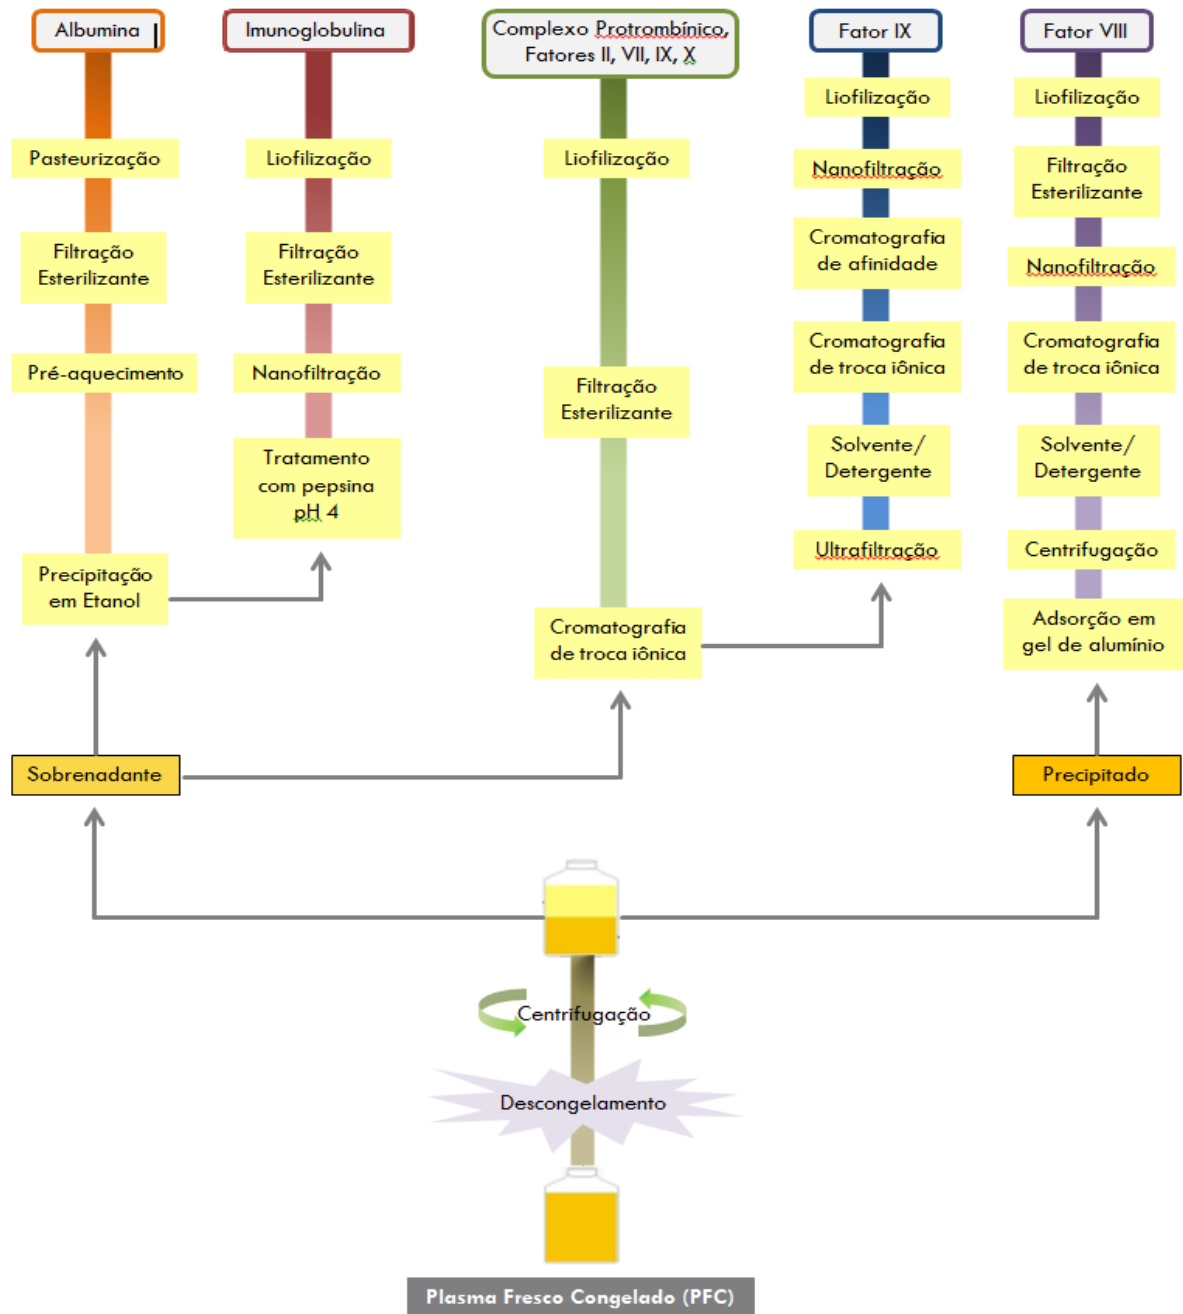 Albumina
Imunoglobulina
Complexo Protrombínico,
Fatores II, VII, IX, X
Fator IX
Fator VIII
Pasteurização
Filtração
Esterilizante
Pré-aquecimento
Precipitação
em Etanol
Liofilização
Filtração
Esterilizante
Nanofiltração
Tratamento
com pepsina
pH 4
Liofilização
Filtração
Esterilizante
Cromatografia
de troca iônica
Liofilização
Nanofiltração
Cromatografia
de afinidade
Cromatografia
de troca iônica
Solvente/
Detergente
Ultrafiltração
Liofilização
Filtração
Esterilizante
Nanofiltração
Cromatografia
de troca iônica
Solvente/
Detergente
Centrifugação
Adsorção em
gel de alumínio
Sobrenadante
Precipitado
Centrifugação
Descongelamento
Plasma Fresco Congelado (PFC)